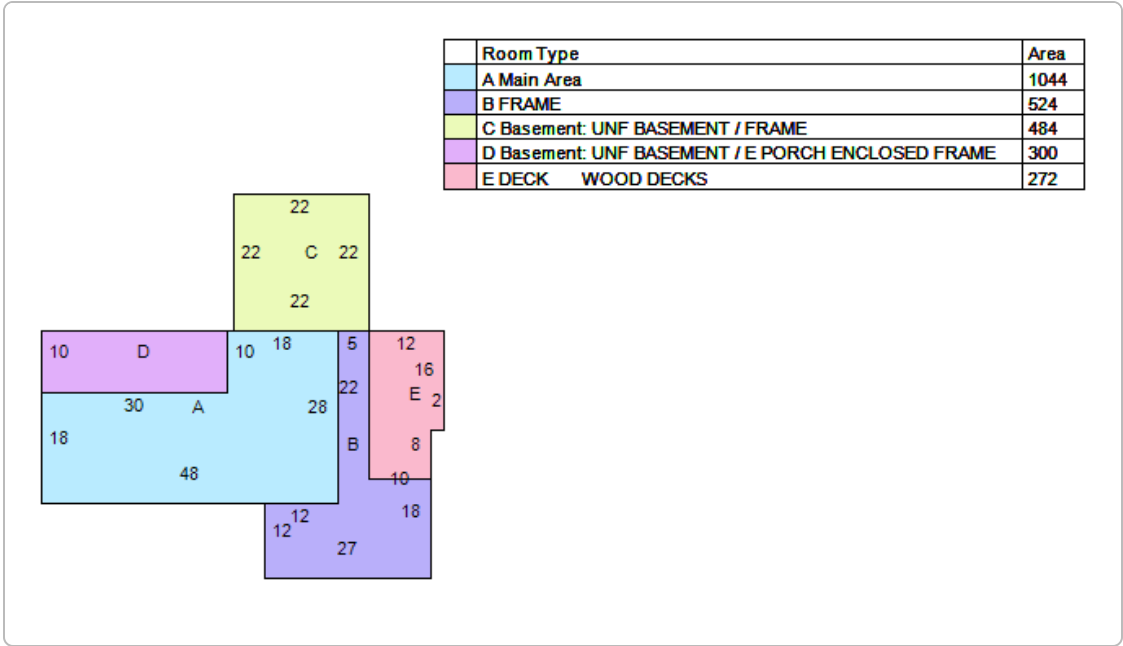 Room Type Area
A Main Area 1044
B FRAME 524
C Basement: UNF BASEMENT / FRAME 484
D Basement: UNF BASEMENT / E PORCH ENCLOSED FRAME 300
E DECK WOOD DECKS 272
22
22 C 22
22
10 D 10 18 5 12
16
22
E 2
30 A 28
18 B 8
48 10
12 12 18
27